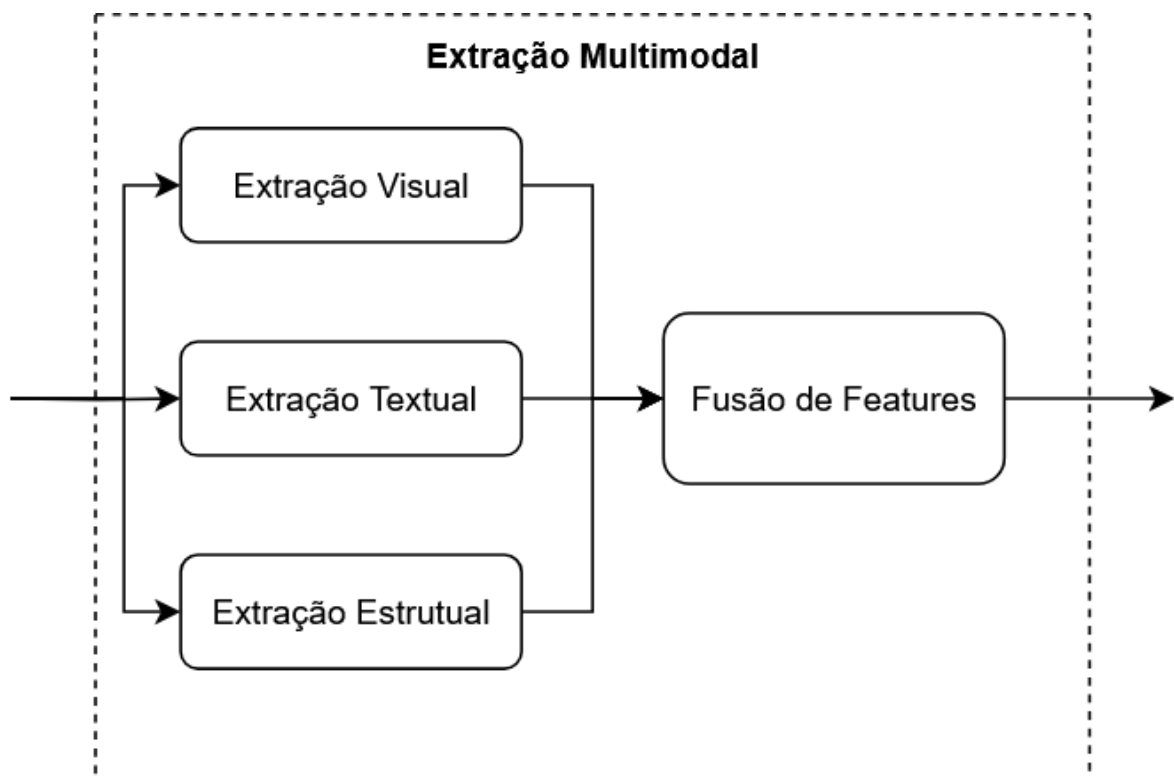 Extração Multimodal
Extração Visual
Extração Textual
Fusão de Features
Extração Estrutual